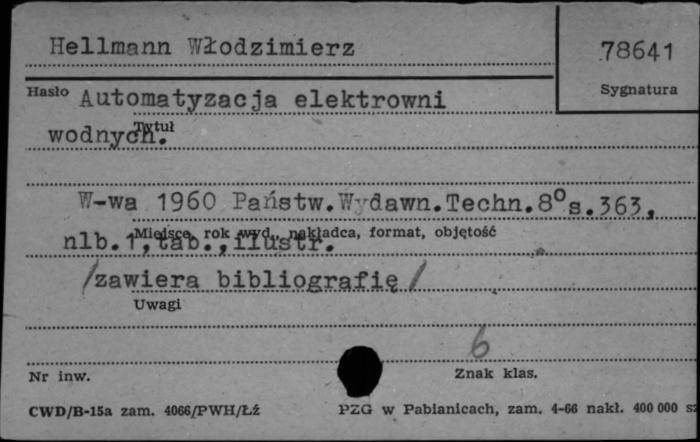 Hellmann Włodzimierz
78641
Sygnatura
Hasło Automatyzacja elektrowni
Tytuł
wodnych.
W-wa 1960 Państw.Wydawn.Techn.8°s.363,
Miejsce, rok wyd., nakładca, format, objętość
nlb.1,tab.,ilustr.
/zawiera bibliografię/
Uwagi
6
Nr inw.
Znak klas.
CWD/B-15a zam. 4066/PWH/Łź
PZG w Pabianicach, zam. 4-66 nakł. 400 000 sz